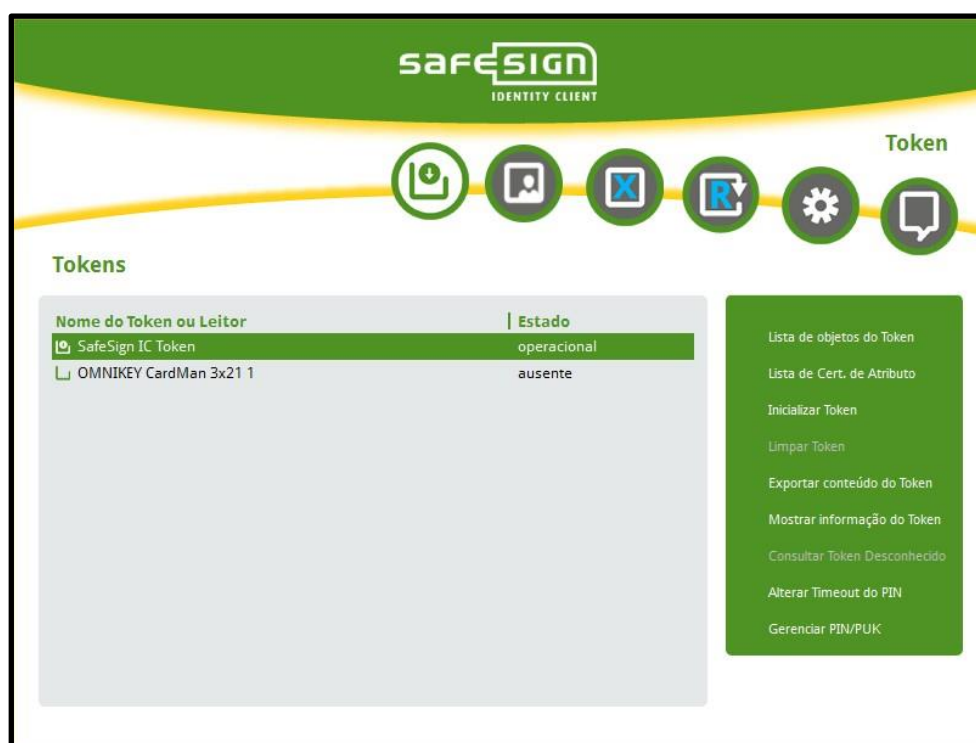 safesign
IDENTITY CLIENT
Token
X
R
Tokens
Nome do Token ou Leitor Estado
SafeSign IC Token operacional
OMNIKEY CardMan 3x21 1 ausente
Lista de objetos do Token
Lista de Cert. de Atributo
Inicializar Token
Limpar Token
Exportar conteúdo do Token
Mostrar informação do Token
Consultar Token Desconhecido
Alterar Timeout do PIN
Gerenciar PIN/PUK